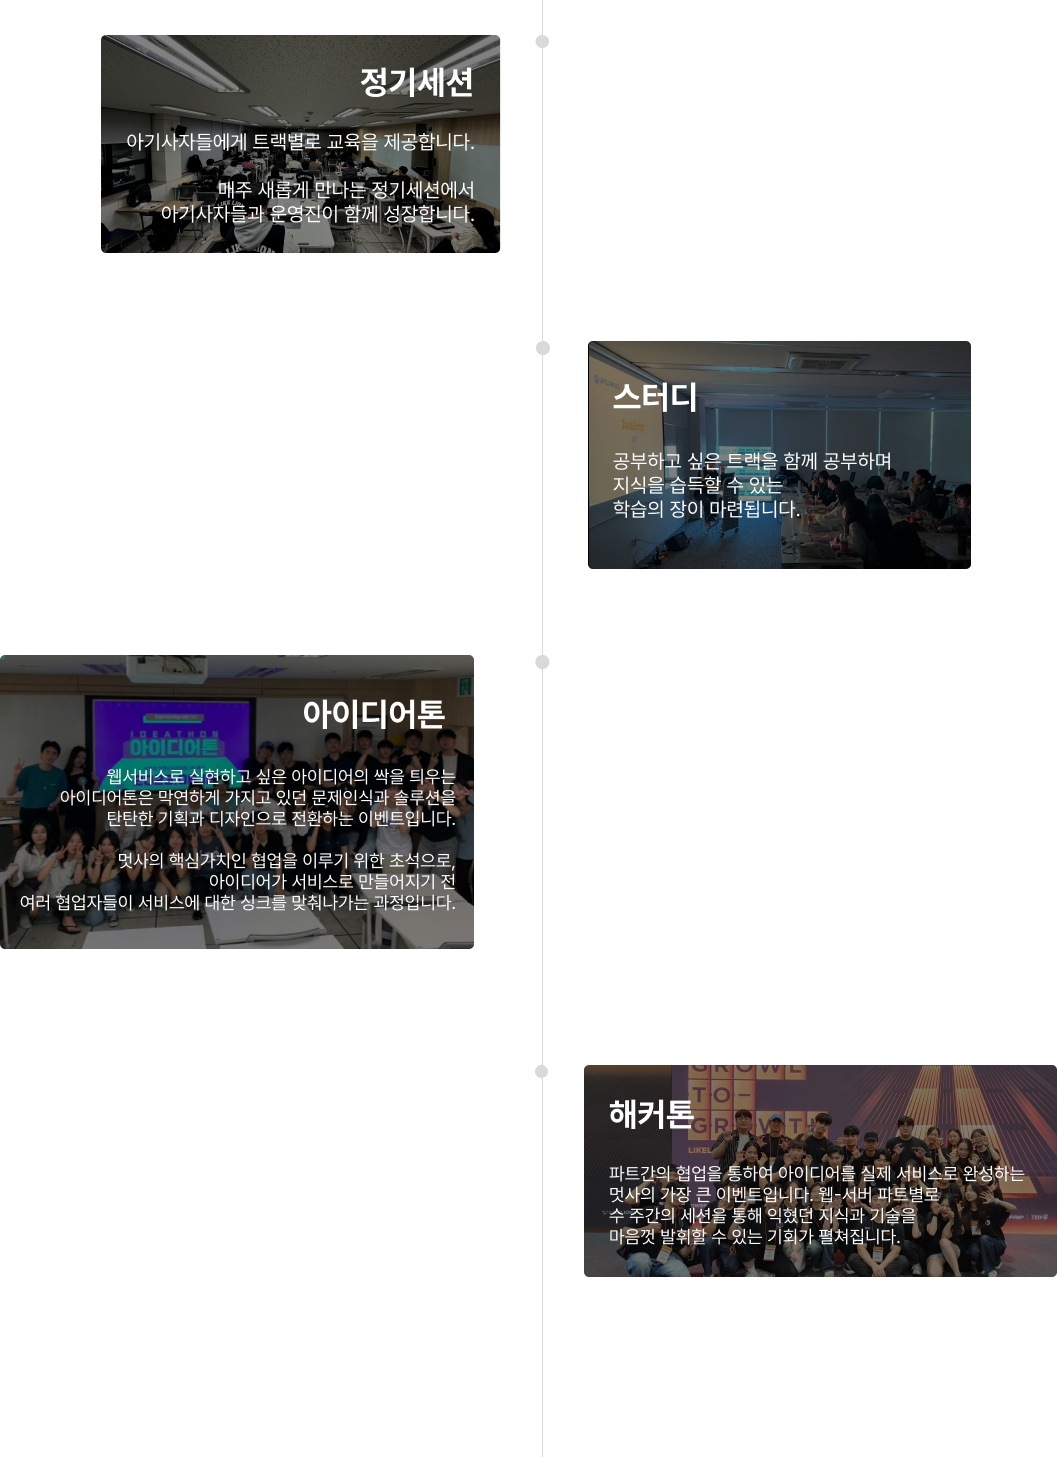 정기세션
아기사자들에게 트랙별로 교육을 제공합니다.
매주 새롭게 만나는 정기세션에서
아기사자들과 운영진이 함께 성장합니다.
스터디
공부하고 싶은 트랙을 함께 공부하며
지식을 습득할 수 있는
학습의 장이 마련됩니다.
아이디어톤
IDEATHON
아이디어톤
웹서비스로 실현하고 싶은 아이디어의 싹을 틔우는
아이디어톤은 막연하게 가지고 있던 문제인식과 솔루션을
탄탄한 기획과 디자인으로 전환하는 이벤트입니다.
멋사의 핵심가치인 협업을 이루기 위한 초석으로,
아이디어가 서비스로 만들어지기 전
여러 협업자들이 서비스에 대한 싱크를 맞춰나가는 과정입니다.
GROWL
TO-
해커톤
LIKEL
파트간의 협업을 통하여 아이디어를 실제 서비스로 완성하는
멋사의 가장 큰 이벤트입니다. 웹-서버 파트별로
수 주간의 세션을 통해 익혔던 지식과 기술을
마음껏 발휘할 수 있는 기회가 펼쳐집니다.